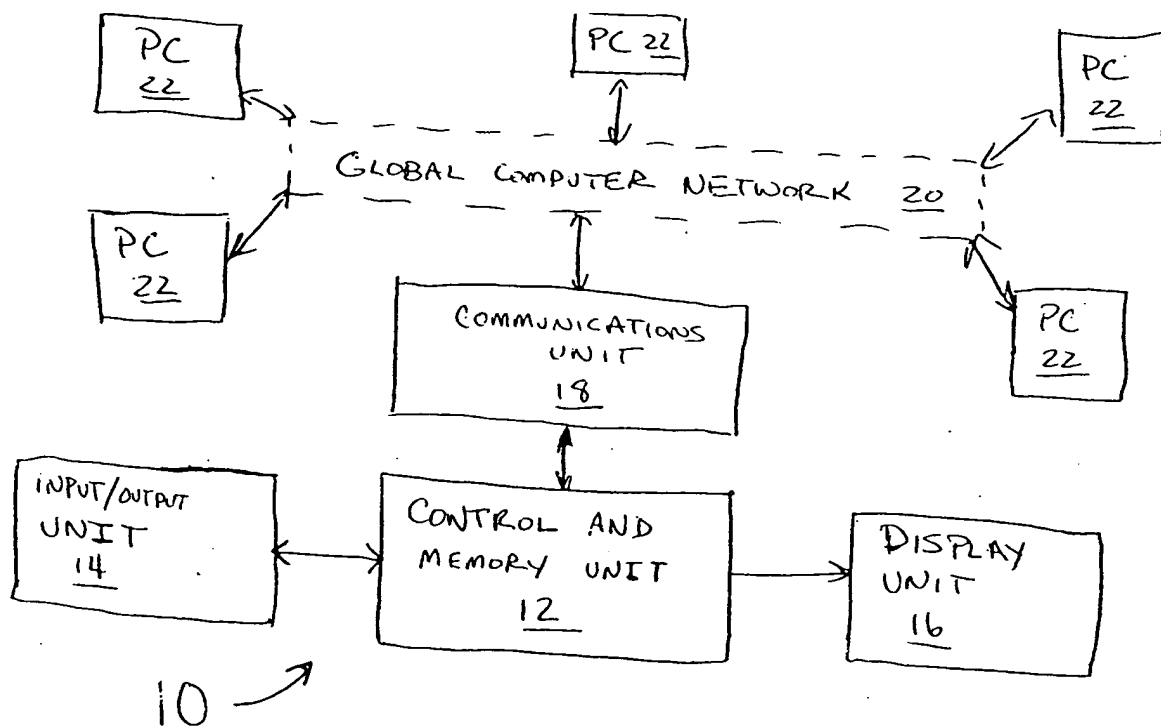 PC
22
PC 22
PC
22
GLOBAL COMPUTER NETWORK 20
PC
22
PC
22
COMMUNICATIONS
UNIT
18
INPUT/OUTPUT
UNIT
14
CONTROL AND
MEMORY UNIT
12
DISPLAY
UNIT
16
10